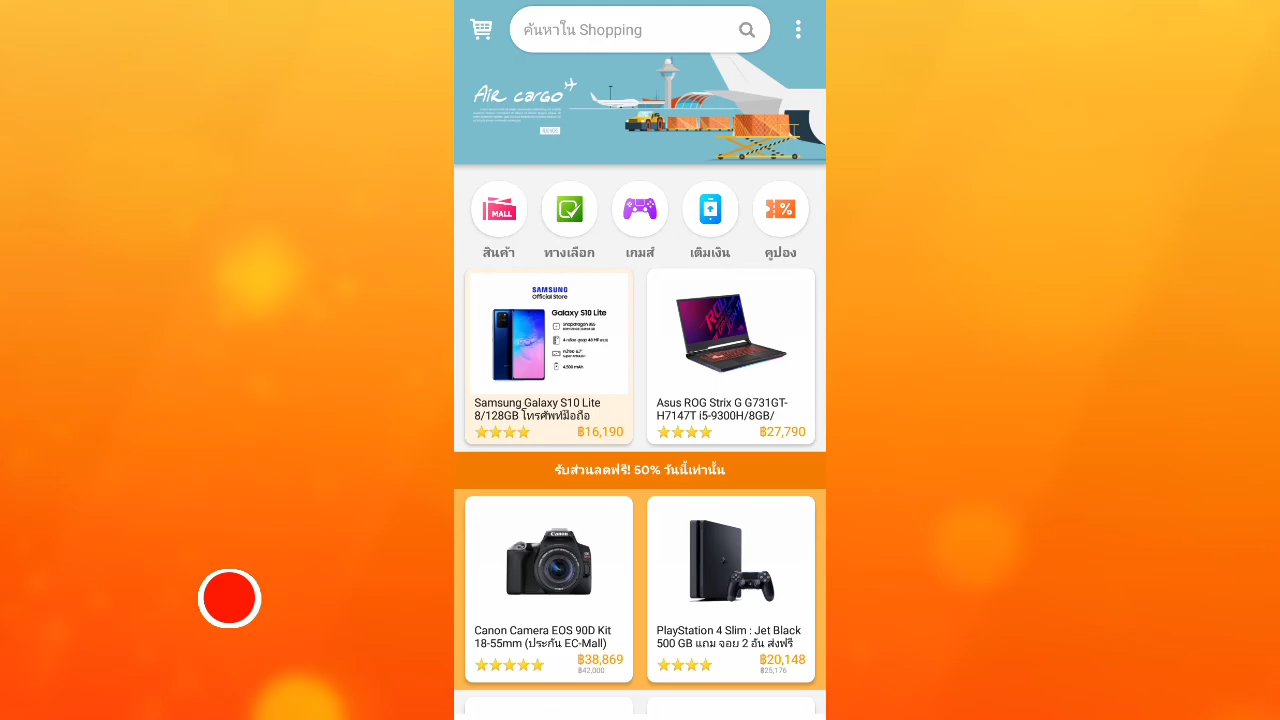 ค้นหาใน Shopping
Air cargo
MALL
%
สินค้า
ทางเลือก
เกมส์
เติมเงิน
คูปอง
SAMSUNG
Official Store
Galaxy S10 Lite
4,500 mAh
Samsung Galaxy S10 Lite
8/128GB โทรศัพท์มือถือ
฿16,190
Asus ROG Strix G G731GT-
H7147T i5-9300H/8GB/
฿27,790
รับส่วนลดฟรี! 50% วันนี้เท่านั้น
Canon
Canon Camera EOS 90D Kit
18-55mm (ประกัน EC-Mall)
฿38,869
฿42,000
PlayStation 4 Slim : Jet Black
500 GB แถม จอย 2 อัน ส่งฟรี
฿20,148
฿25,176